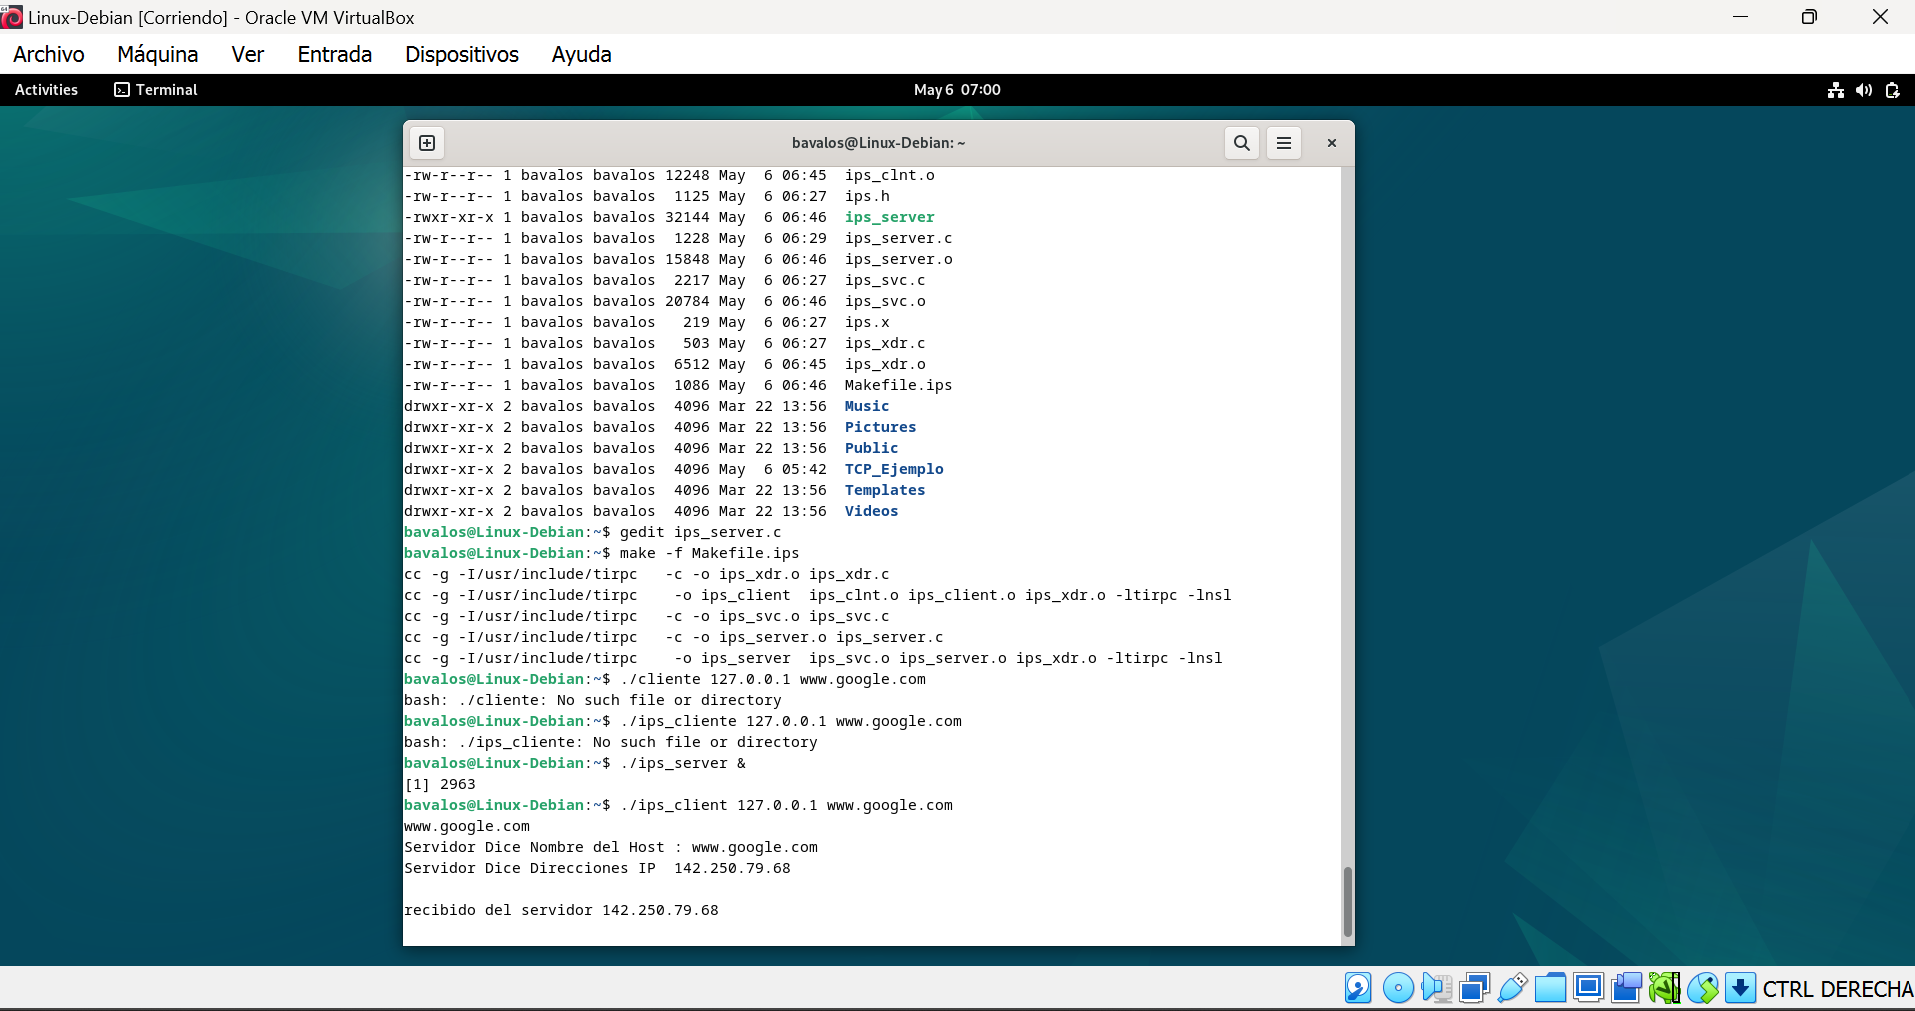 Linux-Debian [Corriendo] - Oracle VM VirtualBox
Archivo Máquina Ver Entrada Dispositivos Ayuda
Activities Terminal May 6 07:00
bavalos@Linux-Debian: ~
-rw-r--r-- 1 bavalos bavalos 12248 May  6 06:45  ips_clnt.o
-rw-r--r-- 1 bavalos bavalos  1125 May  6 06:27  ips.h
-rwxr-xr-x 1 bavalos bavalos 32144 May  6 06:46  ips_server
-rw-r--r-- 1 bavalos bavalos  1228 May  6 06:29  ips_server.c
-rw-r--r-- 1 bavalos bavalos 15848 May  6 06:46  ips_server.o
-rw-r--r-- 1 bavalos bavalos  2217 May  6 06:27  ips_svc.c
-rw-r--r-- 1 bavalos bavalos 20784 May  6 06:46  ips_svc.o
-rw-r--r-- 1 bavalos bavalos   219 May  6 06:27  ips.x
-rw-r--r-- 1 bavalos bavalos   503 May  6 06:27  ips_xdr.c
-rw-r--r-- 1 bavalos bavalos  6512 May  6 06:45  ips_xdr.o
-rw-r--r-- 1 bavalos bavalos  1086 May  6 06:46  Makefile.ips
drwxr-xr-x 2 bavalos bavalos  4096 Mar 22 13:56  Music
drwxr-xr-x 2 bavalos bavalos  4096 Mar 22 13:56  Pictures
drwxr-xr-x 2 bavalos bavalos  4096 Mar 22 13:56  Public
drwxr-xr-x 2 bavalos bavalos  4096 May  6 05:42  TCP_Ejemplo
drwxr-xr-x 2 bavalos bavalos  4096 Mar 22 13:56  Templates
drwxr-xr-x 2 bavalos bavalos  4096 Mar 22 13:56  Videos
bavalos@Linux-Debian:~$ gedit ips_server.c
bavalos@Linux-Debian:~$ make -f Makefile.ips
cc -g -I/usr/include/tirpc   -c -o ips_xdr.o ips_xdr.c
cc -g -I/usr/include/tirpc    -o ips_client  ips_clnt.o ips_client.o ips_xdr.o -ltirpc -lnsl
cc -g -I/usr/include/tirpc   -c -o ips_svc.o ips_svc.c
cc -g -I/usr/include/tirpc   -c -o ips_server.o ips_server.c
cc -g -I/usr/include/tirpc    -o ips_server  ips_svc.o ips_server.o ips_xdr.o -ltirpc -lnsl
bavalos@Linux-Debian:~$ ./cliente 127.0.0.1 www.google.com
bash: ./cliente: No such file or directory
bavalos@Linux-Debian:~$ ./ips_cliente 127.0.0.1 www.google.com
bash: ./ips_cliente: No such file or directory
bavalos@Linux-Debian:~$ ./ips_server &
[1] 2963
bavalos@Linux-Debian:~$ ./ips_client 127.0.0.1 www.google.com
www.google.com
Servidor Dice Nombre del Host : www.google.com
Servidor Dice Direcciones IP  142.250.79.68
recibido del servidor 142.250.79.68
CTRL DERECHA